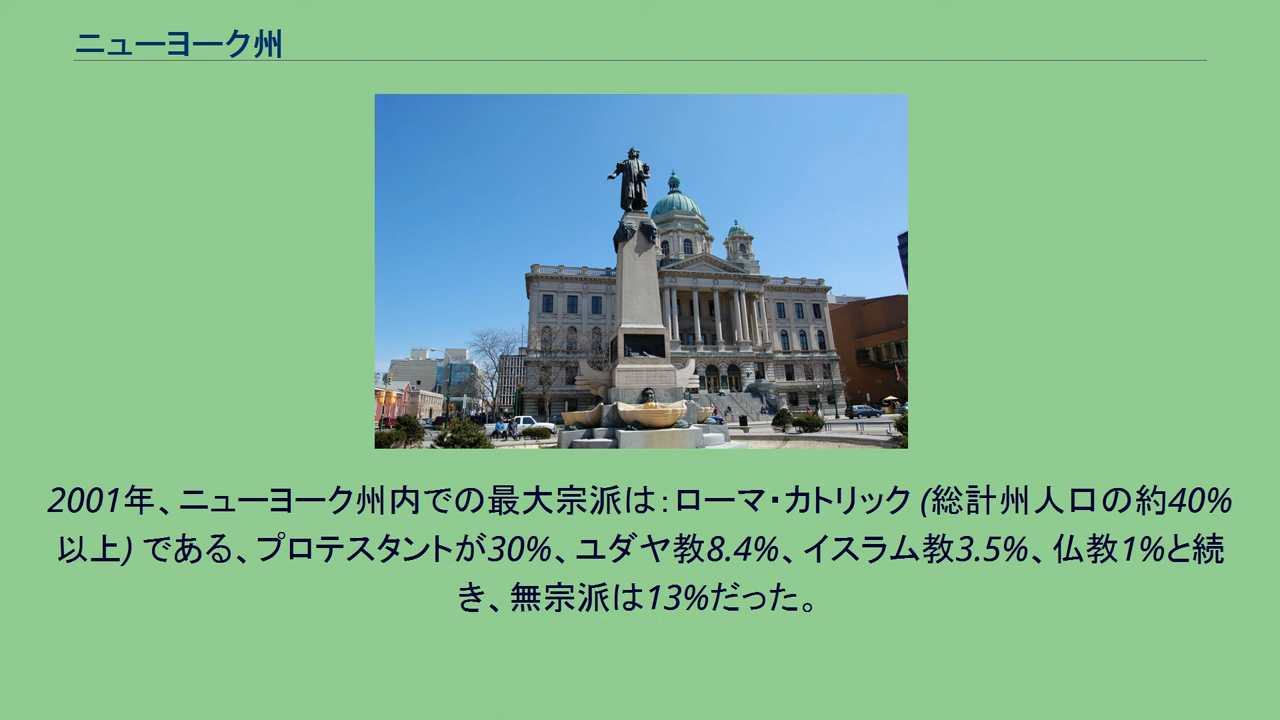 ニューヨーク州
2001年、ニューヨーク州内での最大宗派は：ローマ・カトリック (総計州人口の約40%
以上) である、プロテスタントが30%、ユダヤ教8.4%、イスラム教3.5%、仏教1%と続
き、無宗派は13%だった。